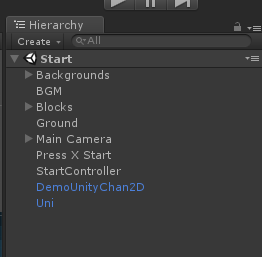 Hierarchy
Create All
Start
Backgrounds
BGM
Blocks
Ground
Main Camera
Press X Start
StartController
DemoUnityChan2D
Uni